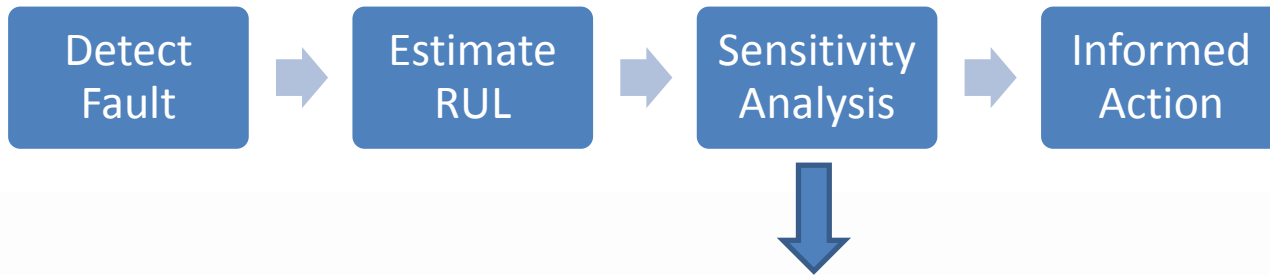 Detect
Fault
Estimate
RUL
Sensitivity
Analysis
Informed
Action